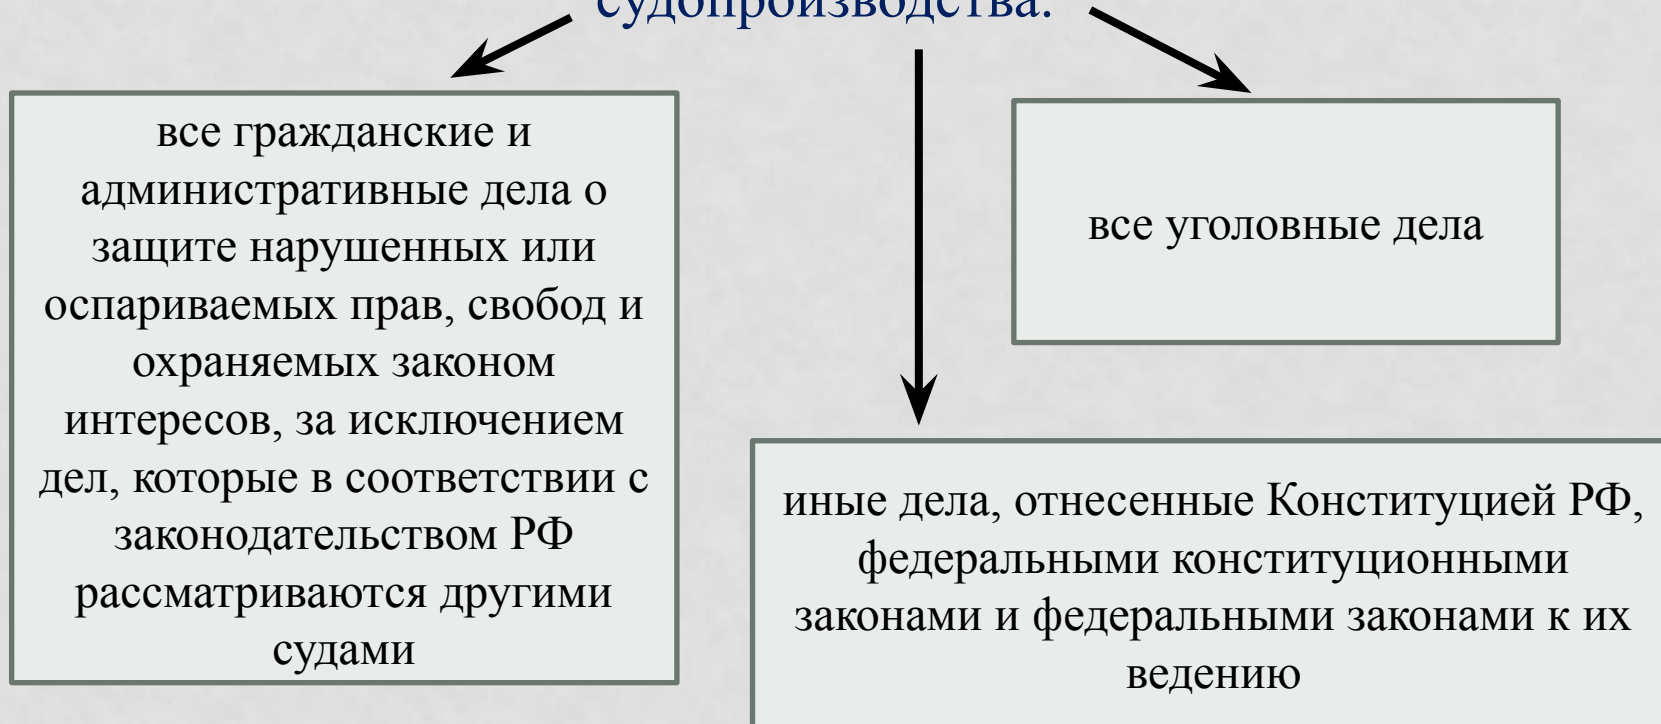 судопроизводства:
все гражданские и
административные дела о
защите нарушенных или
оспариваемых прав, свобод и
охраняемых законом
интересов, за исключением
дел, которые в соответствии с
законодательством РФ
рассматриваются другими
судами
все уголовные дела
иные дела, отнесенные Конституцией РФ,
федеральными конституционными
законами и федеральными законами к их
ведению